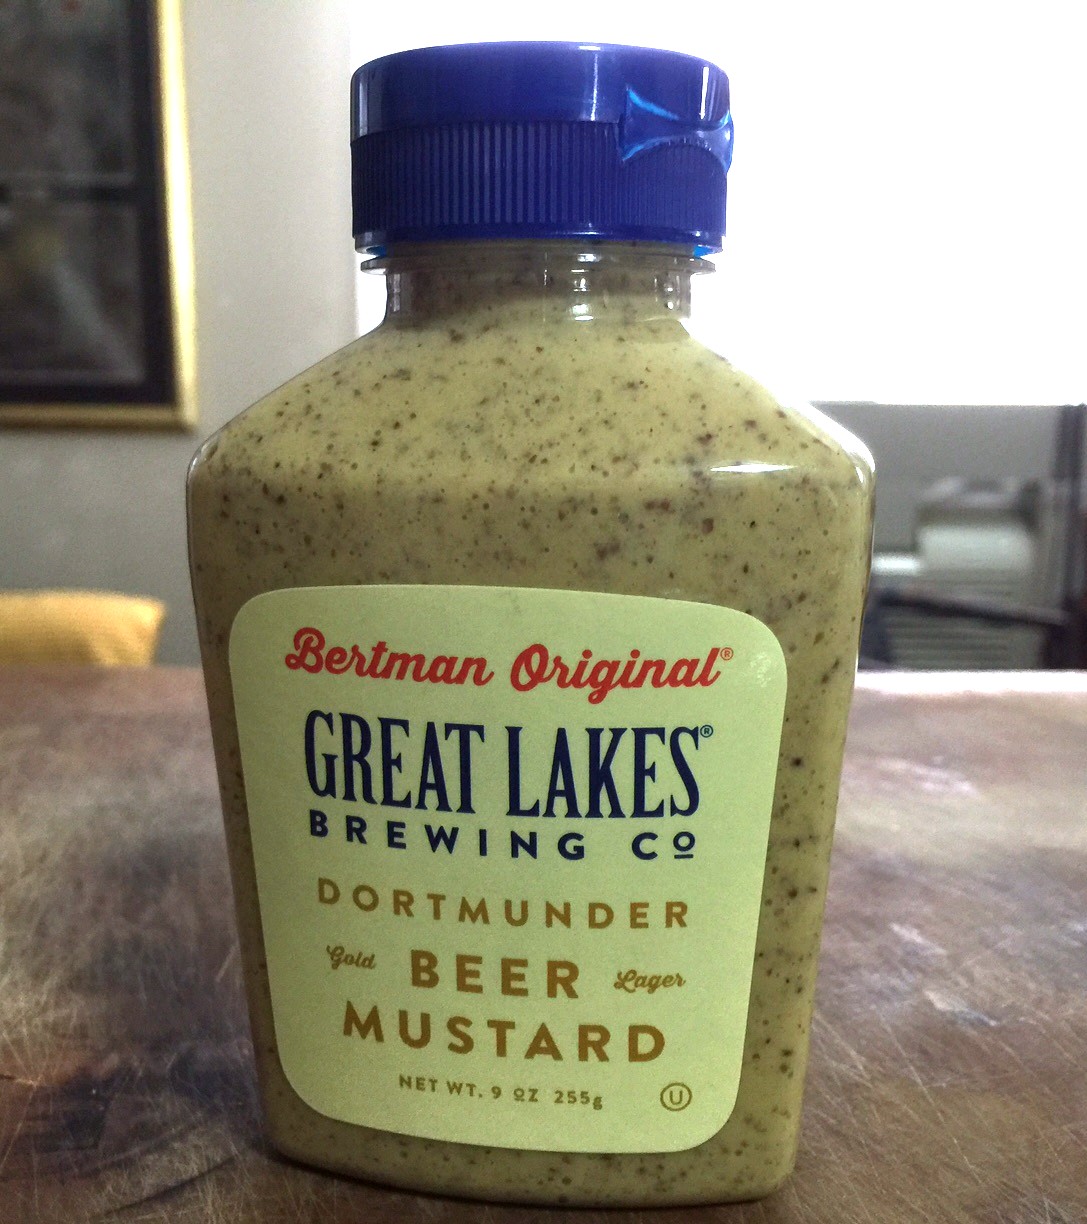 Bertman Original®
GREAT LAKES®
BREWING Cº
DORTMUNDER
Gold BEER Lager
MUSTARD
NET WT. 9 OZ 255g Ⓤ